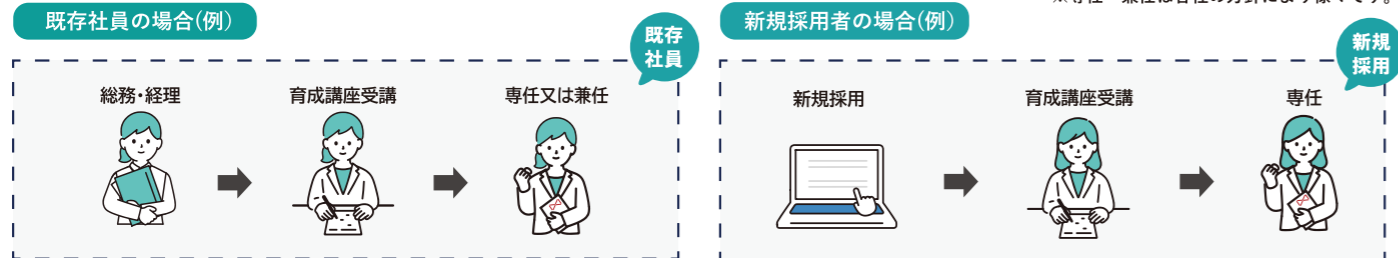 既存社員の場合(例)
既存
社員
総務・経理
育成講座受講
専任又は兼任
新規採用者の場合(例)
新規
採用
新規採用
育成講座受講
専任